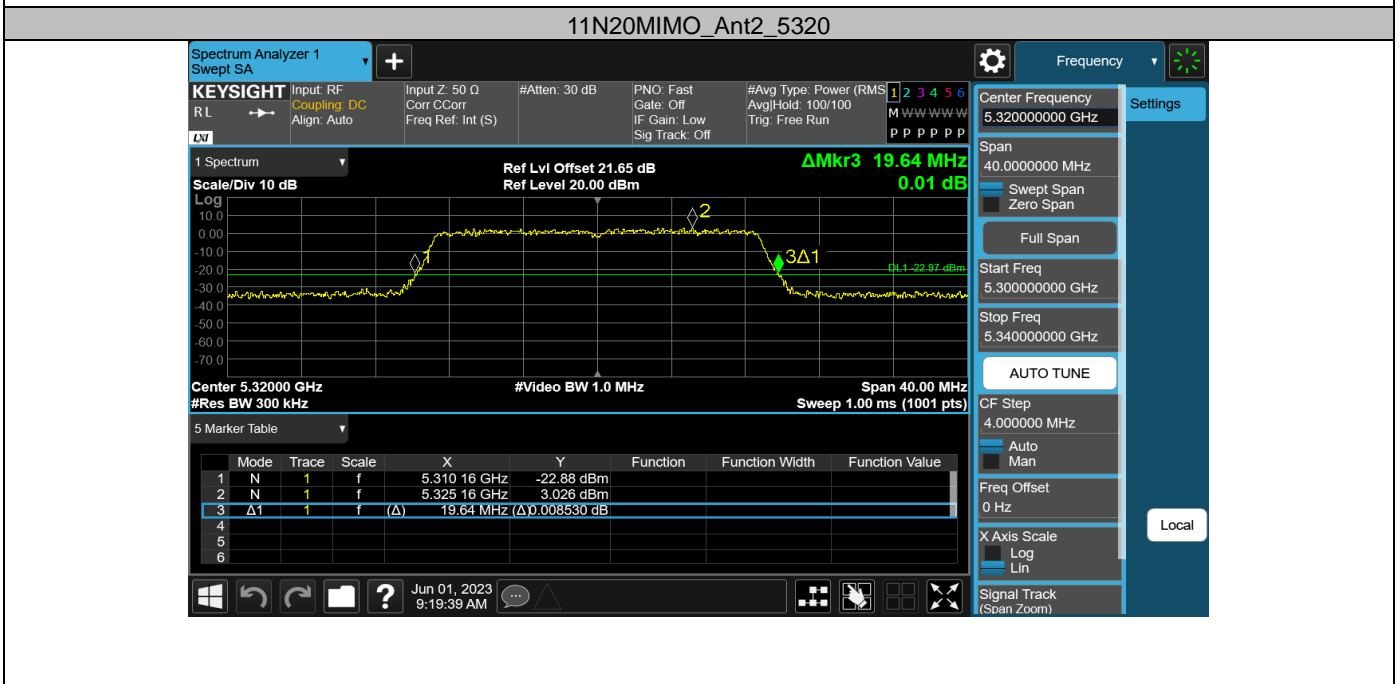 11N20MIMO_Ant2_5320
Spectrum Analyzer 1
Swept SA
Frequency
KEYSIGHT
R L
LXI
Input: RF
Coupling: DC
Align: Auto
Input Z: 50 Ω
Corr CCorr
Freq Ref: Int (S)
#Atten: 30 dB
PNO: Fast
Gate: Off
IF Gain: Low
Sig Track: Off
#Avg Type: Power (RMS
Avg|Hold: 100/100
Trig: Free Run
1 2 3 4 5 6
M W W W W W
P P P P P P
1 Spectrum
Scale/Div 10 dB
Ref Lvl Offset 21.65 dB
Ref Level 20.00 dBm
ΔMkr3 19.64 MHz
0.01 dB
Log
10.0
0.00
-10.0
-20.0
-30.0
-40.0
-50.0
-60.0
-70.0
1
2
3Δ1
DL1 -22.97 dBm
Center 5.32000 GHz
#Video BW 1.0 MHz
Span 40.00 MHz
#Res BW 300 kHz
Sweep 1.00 ms (1001 pts)
5 Marker Table
Mode Trace Scale X Y Function Function Width Function Value
1 N 1 f 5.310 16 GHz -22.88 dBm
2 N 1 f 5.325 16 GHz 3.026 dBm
3 Δ1 1 f (Δ) 19.64 MHz (Δ)0.008530 dB
4
5
6
?
Jun 01, 2023
9:19:39 AM
Center Frequency
5.320000000 GHz
Settings
Span
40.0000000 MHz
Swept Span
Zero Span
Full Span
Start Freq
5.300000000 GHz
Stop Freq
5.340000000 GHz
AUTO TUNE
CF Step
4.000000 MHz
Auto
Man
Freq Offset
0 Hz
Local
X Axis Scale
Log
Lin
Signal Track
(Span Zoom)